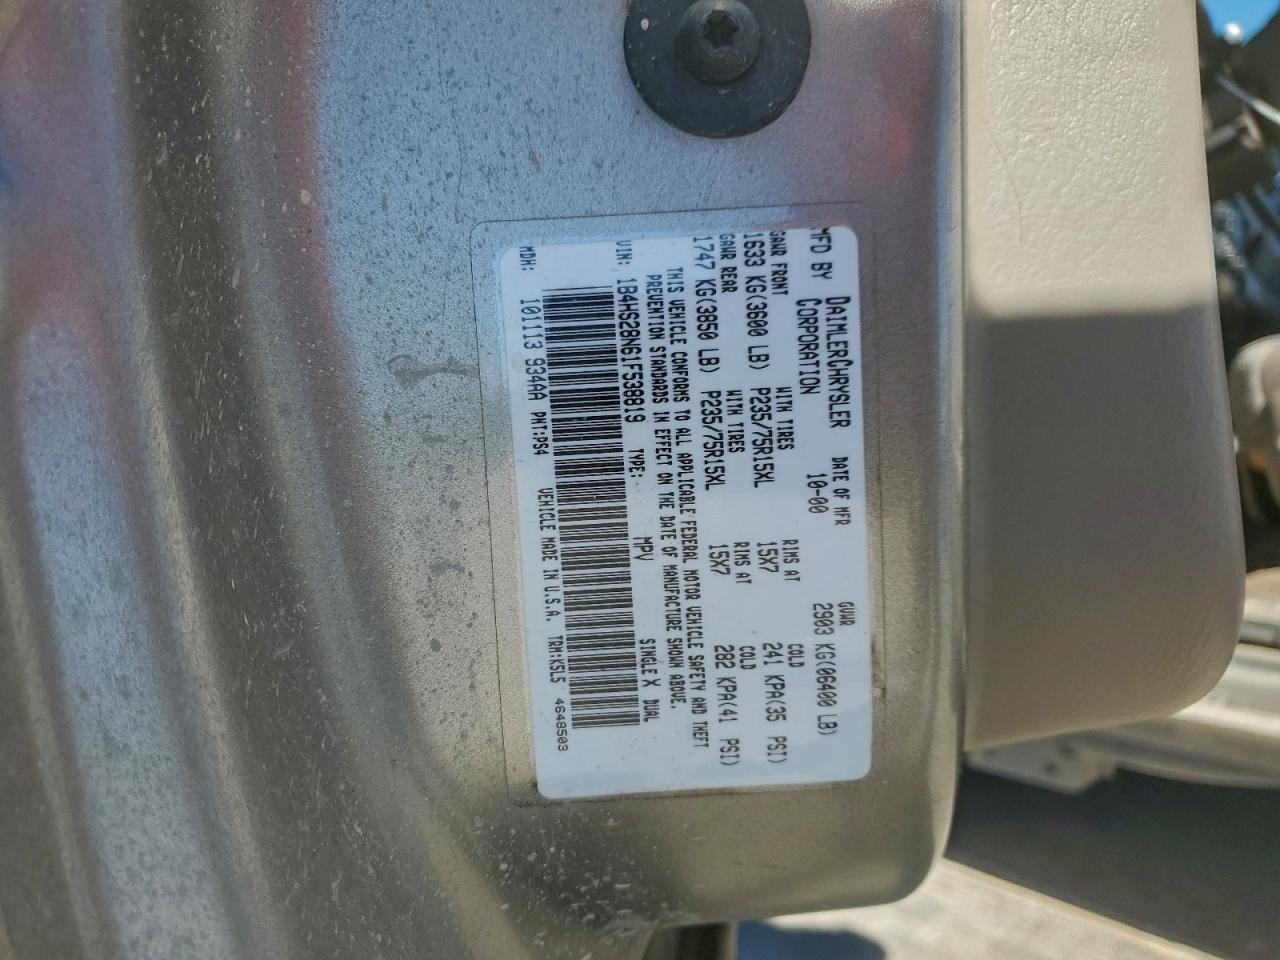 MFD BY DAIMLERCHRYSLER CORPORATION DATE OF MFR 10-00 GVWR 2903 KG(06400 LB)
GAWR FRONT WITH TIRES RIMS AT COLD
1633 KG(3600 LB) P235/75R15XL 15X7 241 KPA(35 PSI)
GAWR REAR WITH TIRES RIMS AT COLD
1747 KG(3850 LB) P235/75R15XL 15X7 282 KPA(41 PSI)
THIS VEHICLE CONFORMS TO ALL APPLICABLE FEDERAL MOTOR VEHICLE SAFETY AND THEFT
PREVENTION STANDARDS IN EFFECT ON THE DATE OF MANUFACTURE SHOWN ABOVE.
VIN: 1B4HS28N61F538819 TYPE: MPV SINGLE X DUAL
MDH: 101113 934AA PNT:PS4 VEHICLE MADE IN U.S.A. TRM:K5L5 4648503